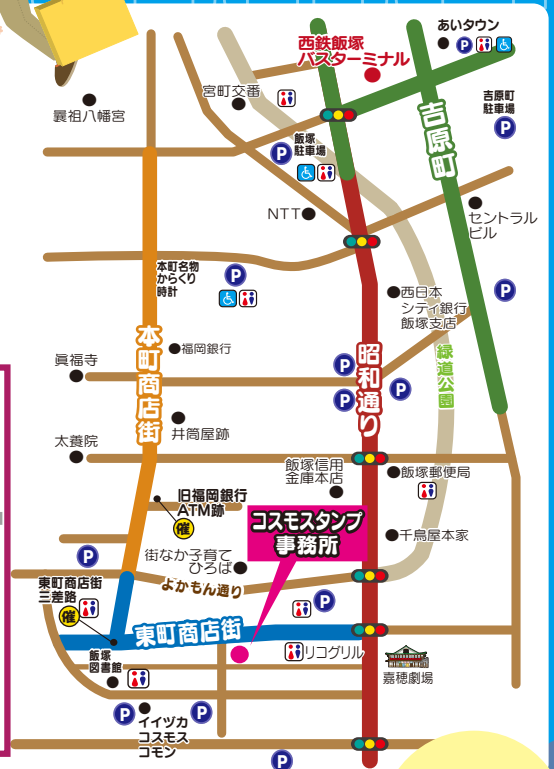 あいタウン
P
西鉄飯塚
バスターミナル
宮町交番
曩祖八幡宮
吉原町
駐車場
P
吉原町
飯塚
駐車場
P
NTT
セントラル
ビル
本町名物
からくり
時計
P
西日本
シティ銀行
飯塚支店
P
本町商店街
福岡銀行
昭和通り
緑道公園
眞福寺
P
P
P
井筒屋跡
太養院
飯塚信用
金庫本店
飯塚郵便局
旧福岡銀行
ATM跡
催
コスモスタンプ
事務所
千鳥屋本家
街なか子育て
ひろば
P
よかもん通り
東町商店街
三差路
催
P
東町商店街
リコグリル
嘉穂劇場
飯塚
図書館
P
イイヅカ
コスモス
コモン
P
P